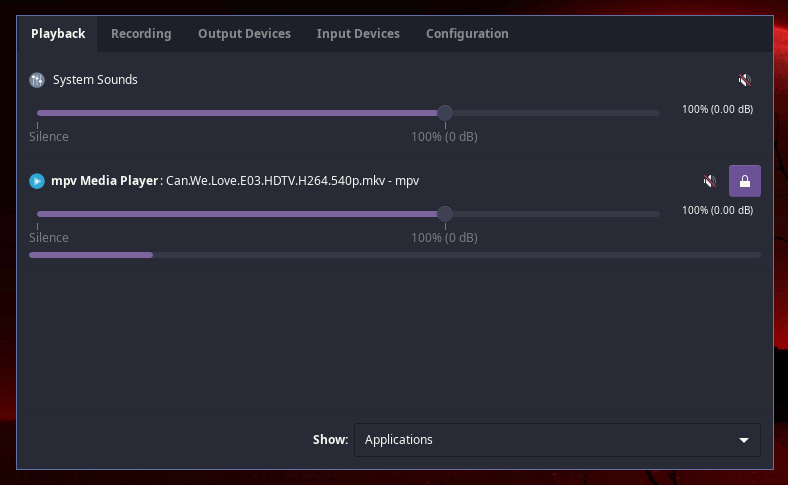 Playback Recording Output Devices Input Devices Configuration
System Sounds
100% (0.00 dB)
Silence 100% (0 dB)
mpv Media Player: Can.We.Love.E03.HDTV.H264.540p.mkv - mpv
100% (0.00 dB)
Silence 100% (0 dB)
Show: Applications